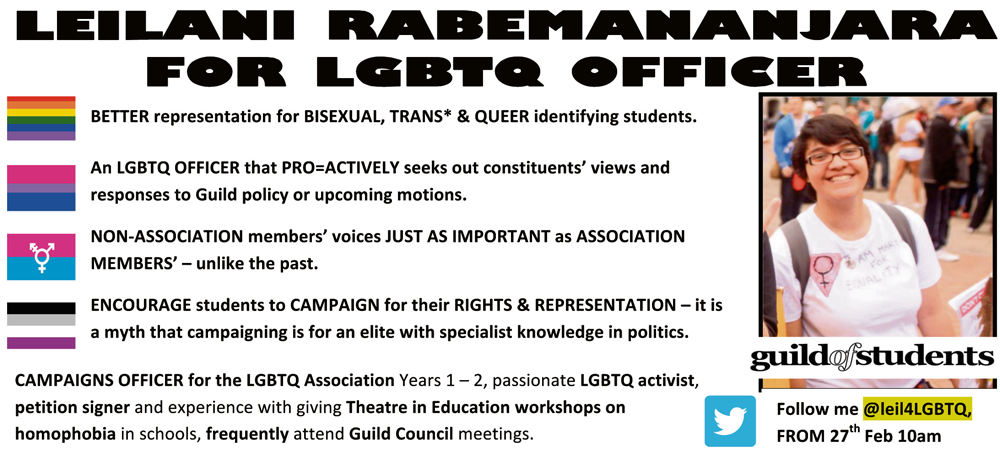 LEILANI RABEMANANJARA
FOR LGBTQ OFFICER
BETTER representation for BISEXUAL, TRANS* & QUEER identifying students.
An LGBTQ OFFICER that PRO=ACTIVELY seeks out constituents’ views and
responses to Guild policy or upcoming motions.
NON-ASSOCIATION members’ voices JUST AS IMPORTANT as ASSOCIATION
MEMBERS’ – unlike the past.
ENCOURAGE students to CAMPAIGN for their RIGHTS & REPRESENTATION – it is
a myth that campaigning is for an elite with specialist knowledge in politics.
CAMPAIGNS OFFICER for the LGBTQ Association Years 1 – 2, passionate LGBTQ activist,
petition signer and experience with giving Theatre in Education workshops on
homophobia in schools, frequently attend Guild Council meetings.
FOR
EQUALITY
guildofstudents
Follow me @leil4LGBTQ,
FROM 27th Feb 10am